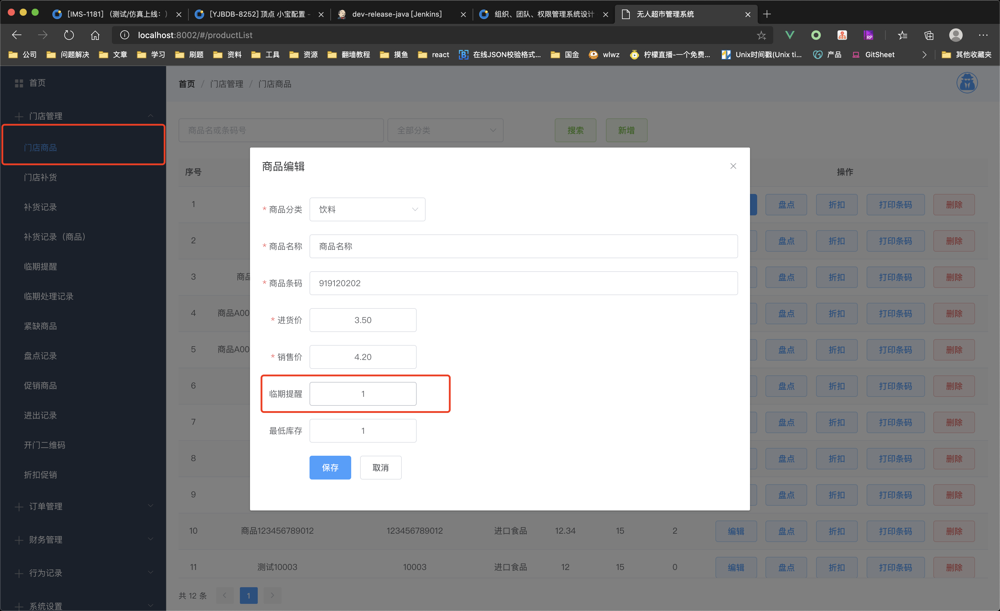 [IMS-1181]（测试/仿真上线: ）
[YJBDB-8252] 顶点 小宝配置 -
dev-release-java [Jenkins]
组织、团队、权限管理系统设计
无人超市管理系统
localhost:8002/#/productList
公司 问题解决 文章 学习 刷题 资料 工具 资源 翻墙教程 摸鱼 react 在线JSON校验格式... 国金 wlwz 柠檬直播-一个免费... Unix时间戳(Unix ti... 产品 GitSheet 其他收藏夹
首页
门店管理
门店商品
门店补货
补货记录
补货记录（商品）
临期提醒
临期处理记录
紧缺商品
盘点记录
促销商品
进出记录
开门二维码
折扣促销
订单管理
财务管理
行为记录
系统设置
首页 / 门店管理 / 门店商品
商品名或条码号 全部分类 搜索 新增
序号 操作
1 盘点 折扣 打印条码 删除
2 盘点 折扣 打印条码 删除
3 商品 盘点 折扣 打印条码 删除
4 商品A00 盘点 折扣 打印条码 删除
5 商品A00 盘点 折扣 打印条码 删除
6 盘点 折扣 打印条码 删除
7 盘点 折扣 打印条码 删除
8 盘点 折扣 打印条码 删除
9 盘点 折扣 打印条码 删除
10 商品123456789012 123456789012 进口食品 12.34 15 2 编辑 盘点 折扣 打印条码 删除
11 测试10003 10003 进口食品 12 15 0 编辑 盘点 折扣 打印条码 删除
共 12 条 1
商品编辑
* 商品分类 饮料
* 商品名称 商品名称
* 商品条码 919120202
* 进货价 3.50
* 销售价 4.20
临期提醒 1
最低库存 1
保存 取消